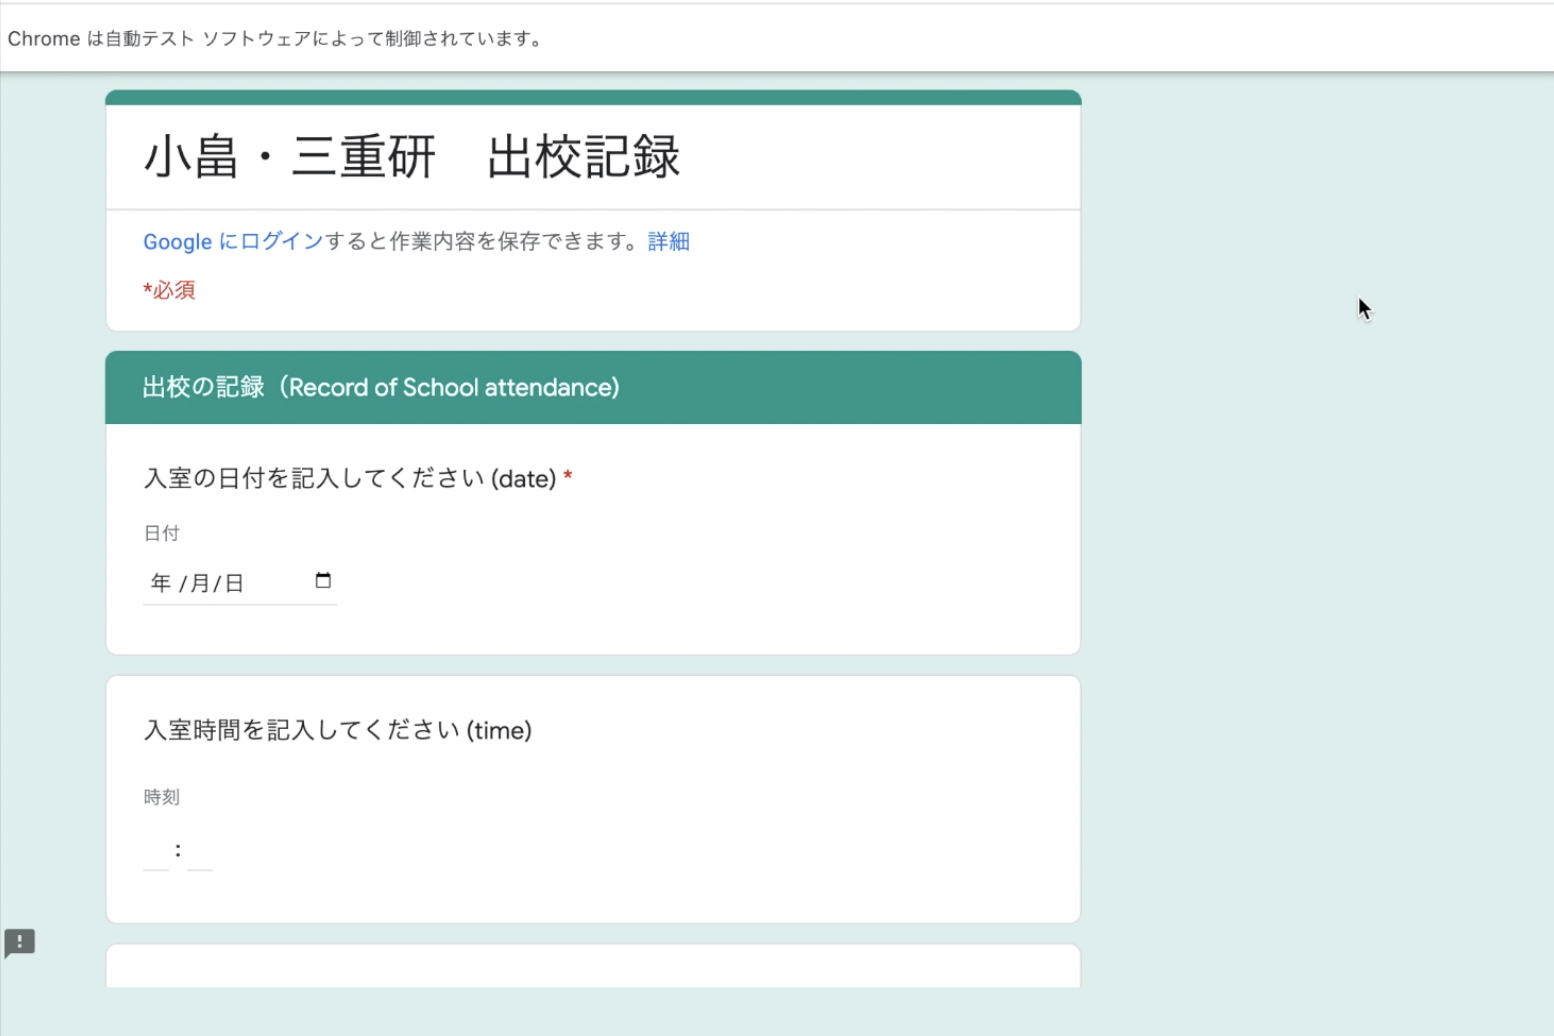 Chrome は自動テスト ソフトウェアによって制御されています。
小畠・三重研　出校記録
Google にログインすると作業内容を保存できます。詳細
*必須
出校の記録（Record of School attendance)
入室の日付を記入してください (date) *
日付
年 /月/日
入室時間を記入してください (time)
時刻
: